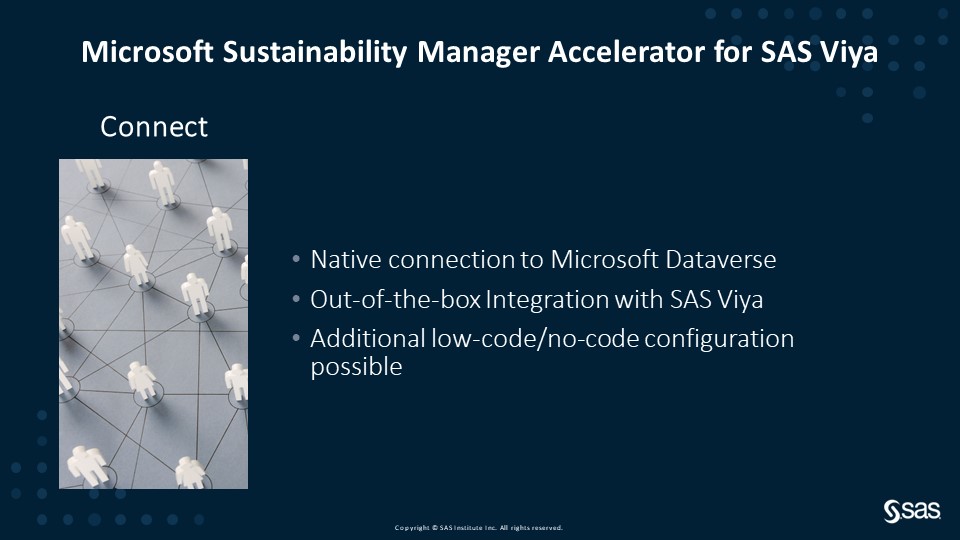 Microsoft Sustainability Manager Accelerator for SAS Viya
Connect
• Native connection to Microsoft Dataverse
• Out-of-the-box Integration with SAS Viya
• Additional low-code/no-code configuration
possible
Copyright © SAS Institute Inc. All rights reserved.
sas